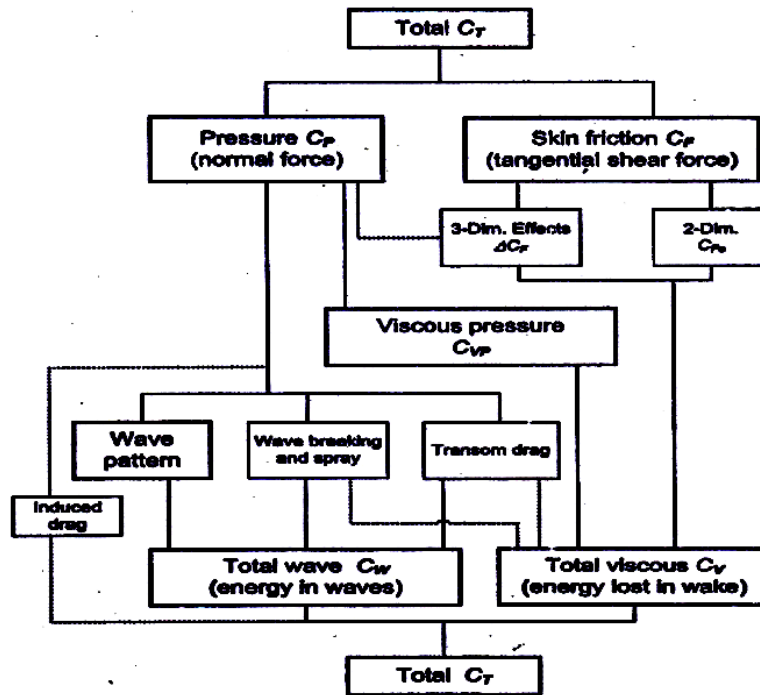 Total C_T
Pressure C_P
(normal force)
Skin friction C_F
(tangential shear force)
3-Dim. Effects
ΔC_F
2-Dim.
C_Fo
Viscous pressure
C_VP
Wave
pattern
Wave breaking
and spray
Transom drag
Induced
drag
Total wave C_W
(energy in waves)
Total viscous C_V
(energy lost in wake)
Total C_T